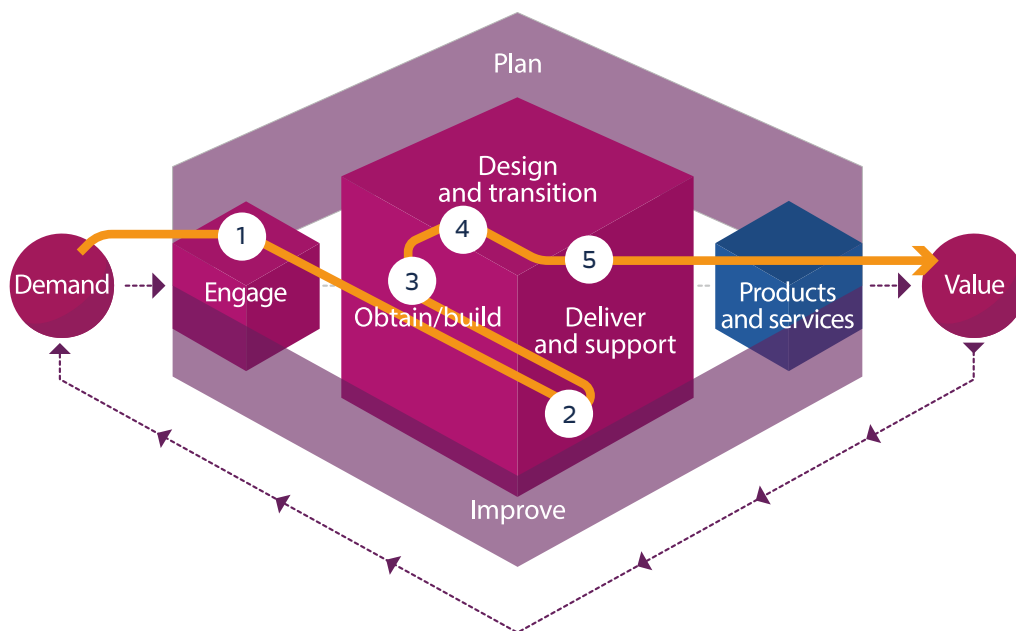 Plan
Design
and transition
1
4
5
3
Demand
Engage
Obtain/build
Deliver
and support
Products
and services
Value
2
Improve